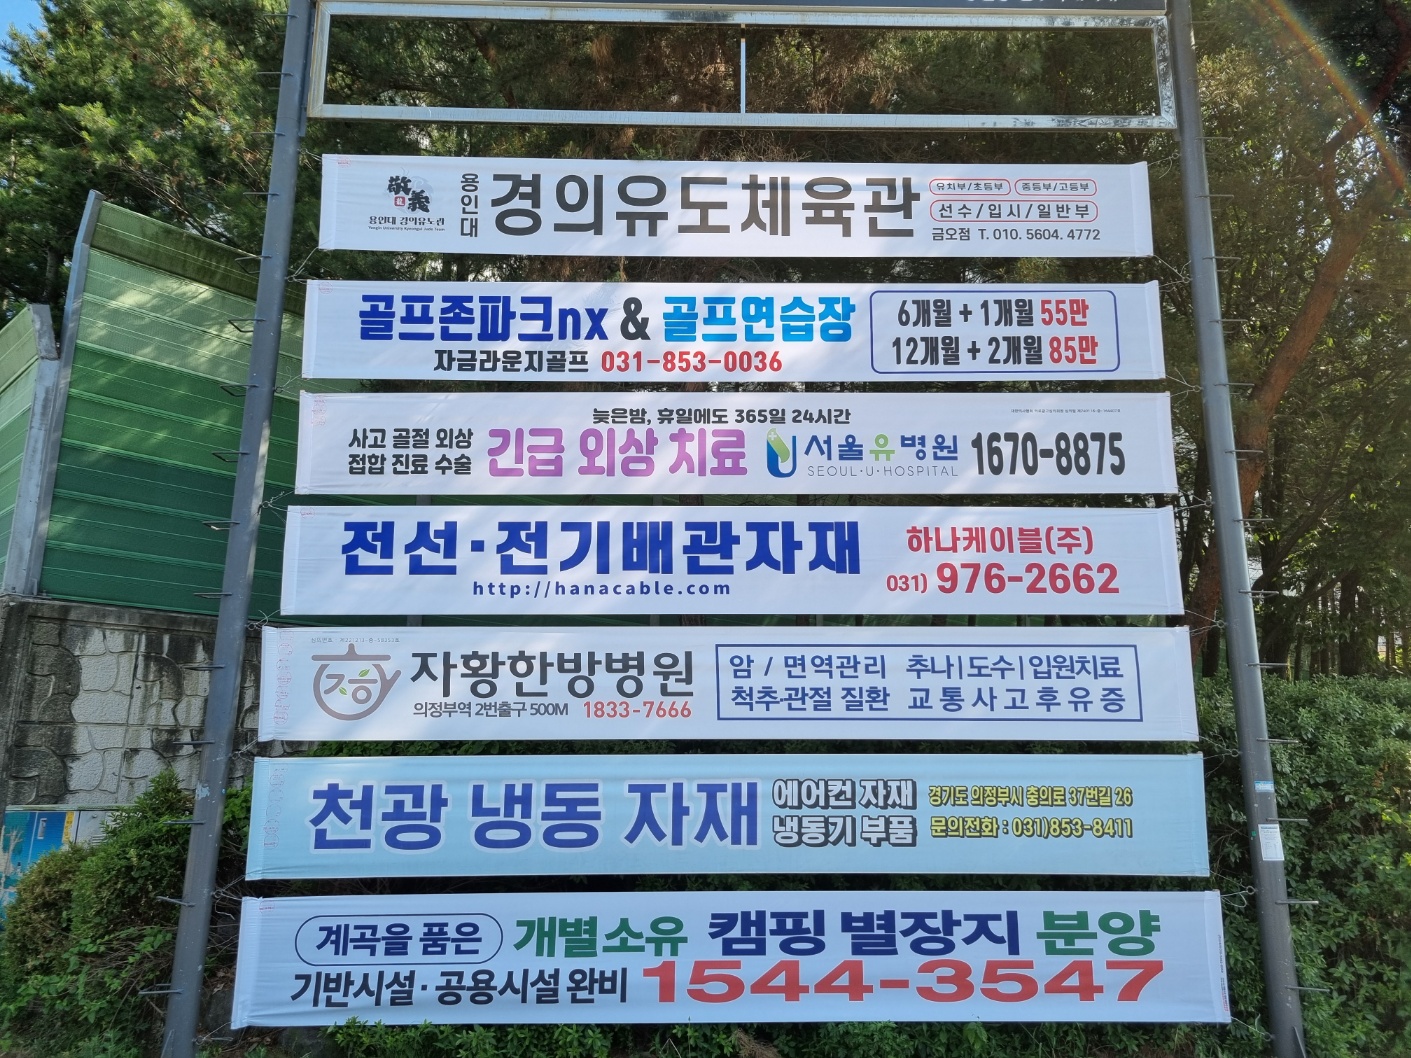 敬義
용인대 경의유도관
용인대
경의유도체육관
유치부/초등부 중등부/고등부
선수/입시/일반부
금오점 T. 010. 5604. 4772
골프존파크nx & 골프연습장
자금라운지골프 031-853-0036
6개월 + 1개월 55만
12개월 + 2개월 85만
늦은밤, 휴일에도 365일 24시간
사고 골절 외상
접합 진료 수술
긴급 외상 치료
서울유병원
SEOUL·U·HOSPITAL
1670-8875
전선·전기배관자재
http://hanacable.com
하나케이블(주)
031) 976-2662
자황한방병원
의정부역 2번출구 500M 1833-7666
암 / 면역관리 추나|도수|입원치료
척추·관절 질환 교통사고후유증
천광 냉동 자재
에어컨 자재
냉동기 부품
경기도 의정부시 충의로 37번길 26
문의전화 : 031)853-8411
계곡을 품은 개별소유 캠핑 별장지 분양
기반시설·공용시설 완비 1544-3547